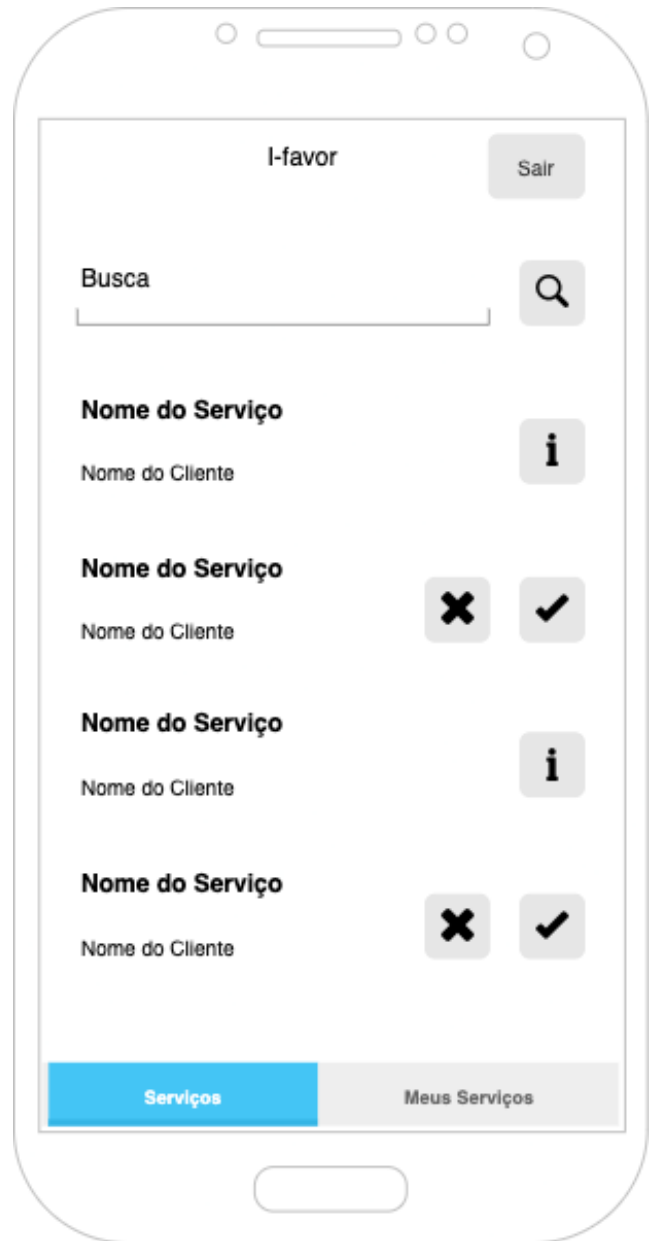 I-favor
Sair
Busca
Nome do Serviço
Nome do Cliente
Nome do Serviço
Nome do Cliente
Nome do Serviço
Nome do Cliente
Nome do Serviço
Nome do Cliente
Serviços
Meus Serviços